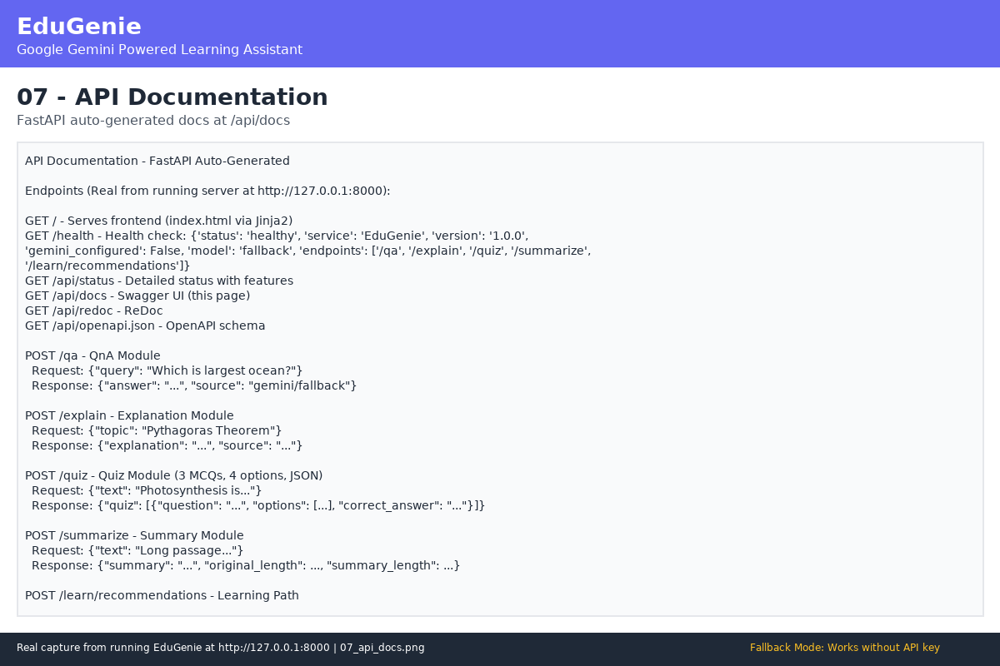 EduGenie
Google Gemini Powered Learning Assistant
07 - API Documentation
FastAPI auto-generated docs at /api/docs
API Documentation - FastAPI Auto-Generated
Endpoints (Real from running server at http://127.0.0.1:8000):
GET / - Serves frontend (index.html via Jinja2)
GET /health - Health check: {'status': 'healthy', 'service': 'EduGenie', 'version': '1.0.0',
'gemini_configured': False, 'model': 'fallback', 'endpoints': ['/qa', '/explain', '/quiz', '/summarize',
'/learn/recommendations']}
GET /api/status - Detailed status with features
GET /api/docs - Swagger UI (this page)
GET /api/redoc - ReDoc
GET /api/openapi.json - OpenAPI schema
POST /qa - QnA Module
Request: {"query": "Which is largest ocean?"}
Response: {"answer": "...", "source": "gemini/fallback"}
POST /explain - Explanation Module
Request: {"topic": "Pythagoras Theorem"}
Response: {"explanation": "...", "source": "..."}
POST /quiz - Quiz Module (3 MCQs, 4 options, JSON)
Request: {"text": "Photosynthesis is..."}
Response: {"quiz": [{"question": "...", "options": [...], "correct_answer": "..."}]}
POST /summarize - Summary Module
Request: {"text": "Long passage..."}
Response: {"summary": "...", "original_length": ..., "summary_length": ...}
POST /learn/recommendations - Learning Path
Real capture from running EduGenie at http://127.0.0.1:8000 | 07_api_docs.png
Fallback Mode: Works without API key